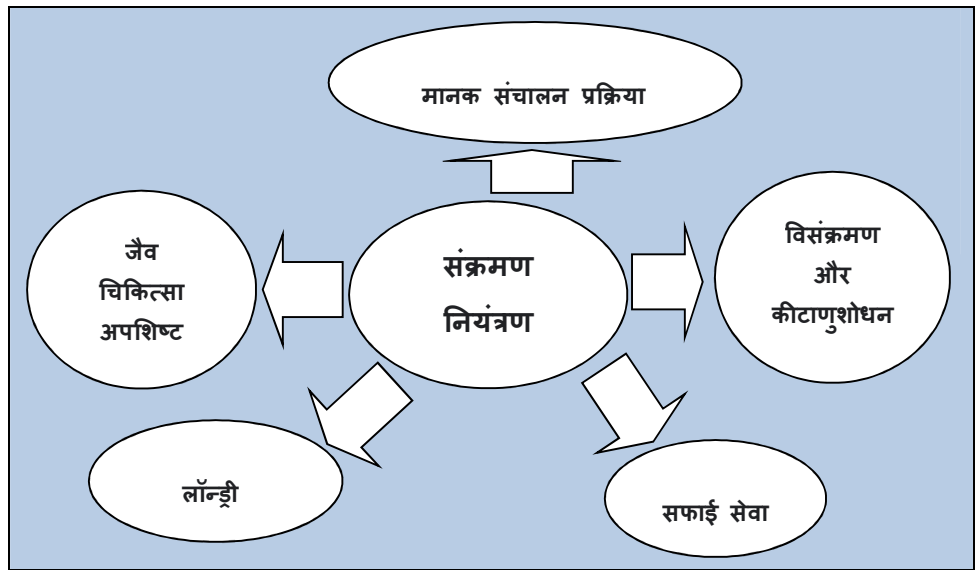 मानक संचालन प्रक्रिया
जैव
चिकित्सा
अपशिष्ट
संक्रमण
नियंत्रण
विसंक्रमण
और
कीटाणुशोधन
लॉन्ड्री
सफाई सेवा